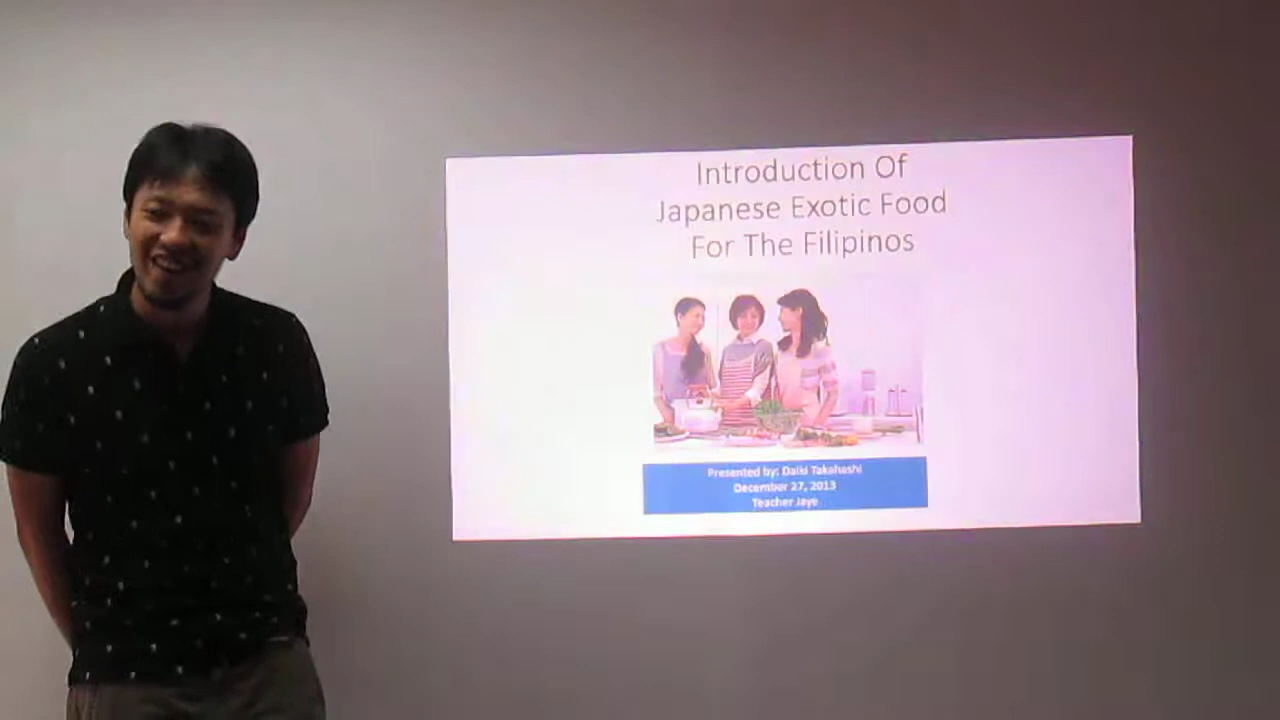 Introduction Of
Japanese Exotic Food
For The Filipinos
Presented by: Daiki Takahashi
December 27, 2013
Teacher Jaye